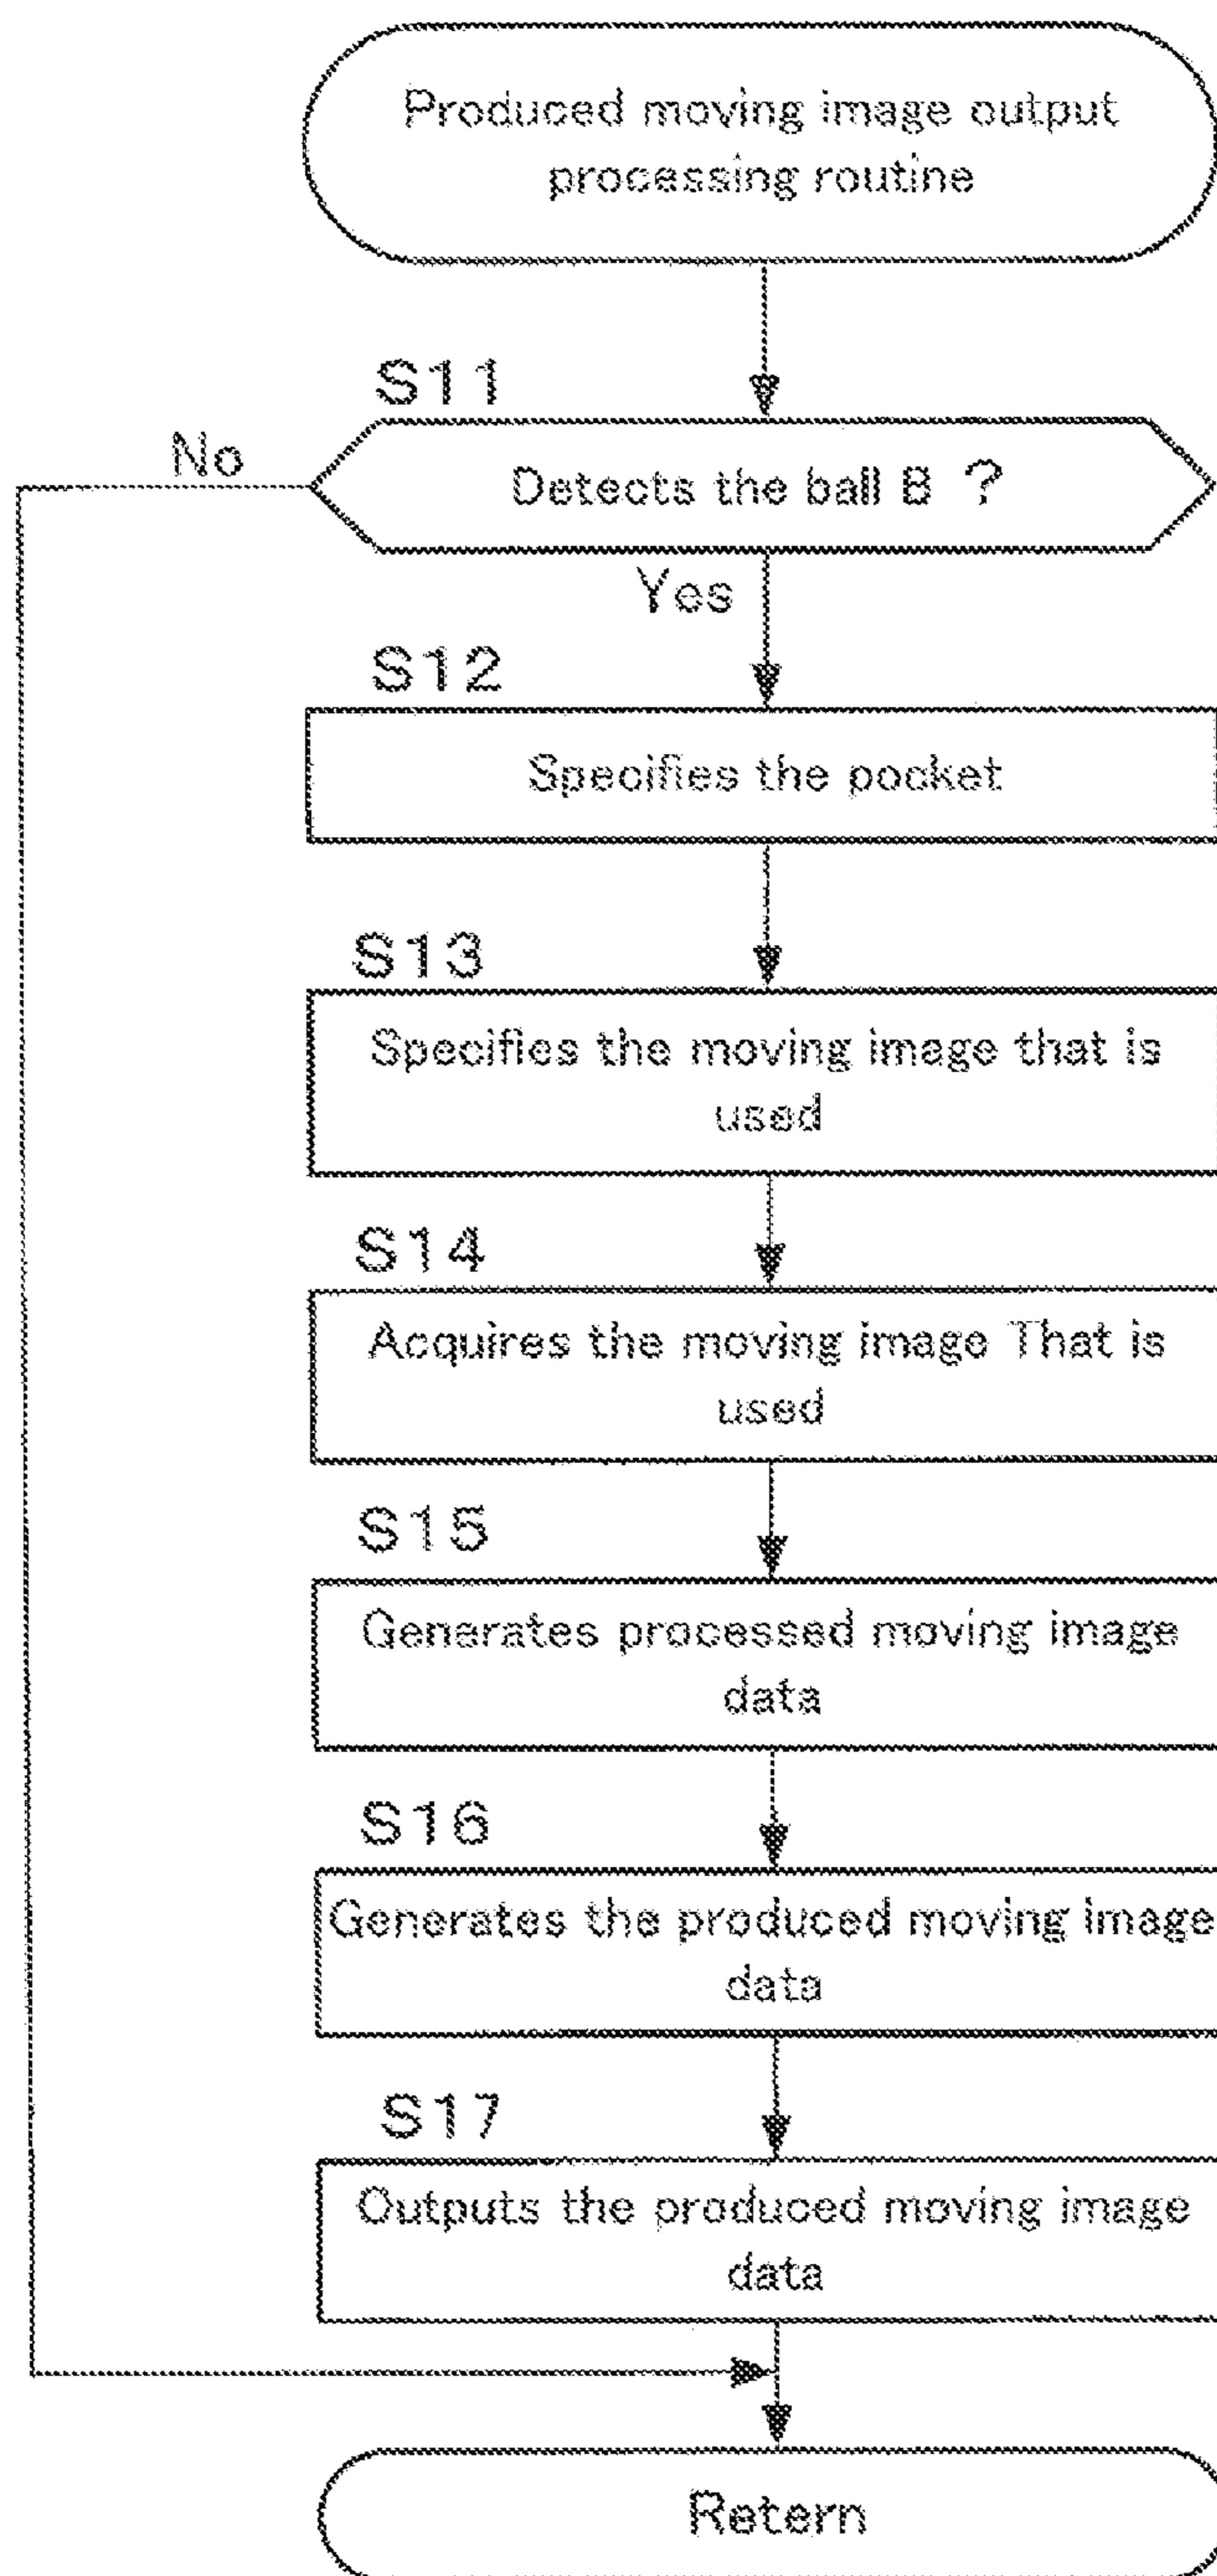 Produced moving image output
processing routine
S11
No
Detects the ball B ?
Yes
S12
Specifies the pocket
S13
Specifies the moving image that is
used
S14
Acquires the moving image That is
used
S15
Generates processed moving image
data
S16
Generates the produced moving image
data
S17
Outputs the produced moving image
data
Retern